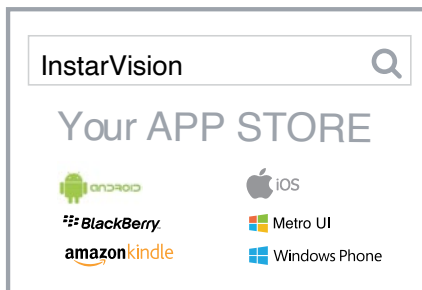 InstarVision
Your APP STORE
android iOS
BlackBerry Metro UI
amazonkindle Windows Phone